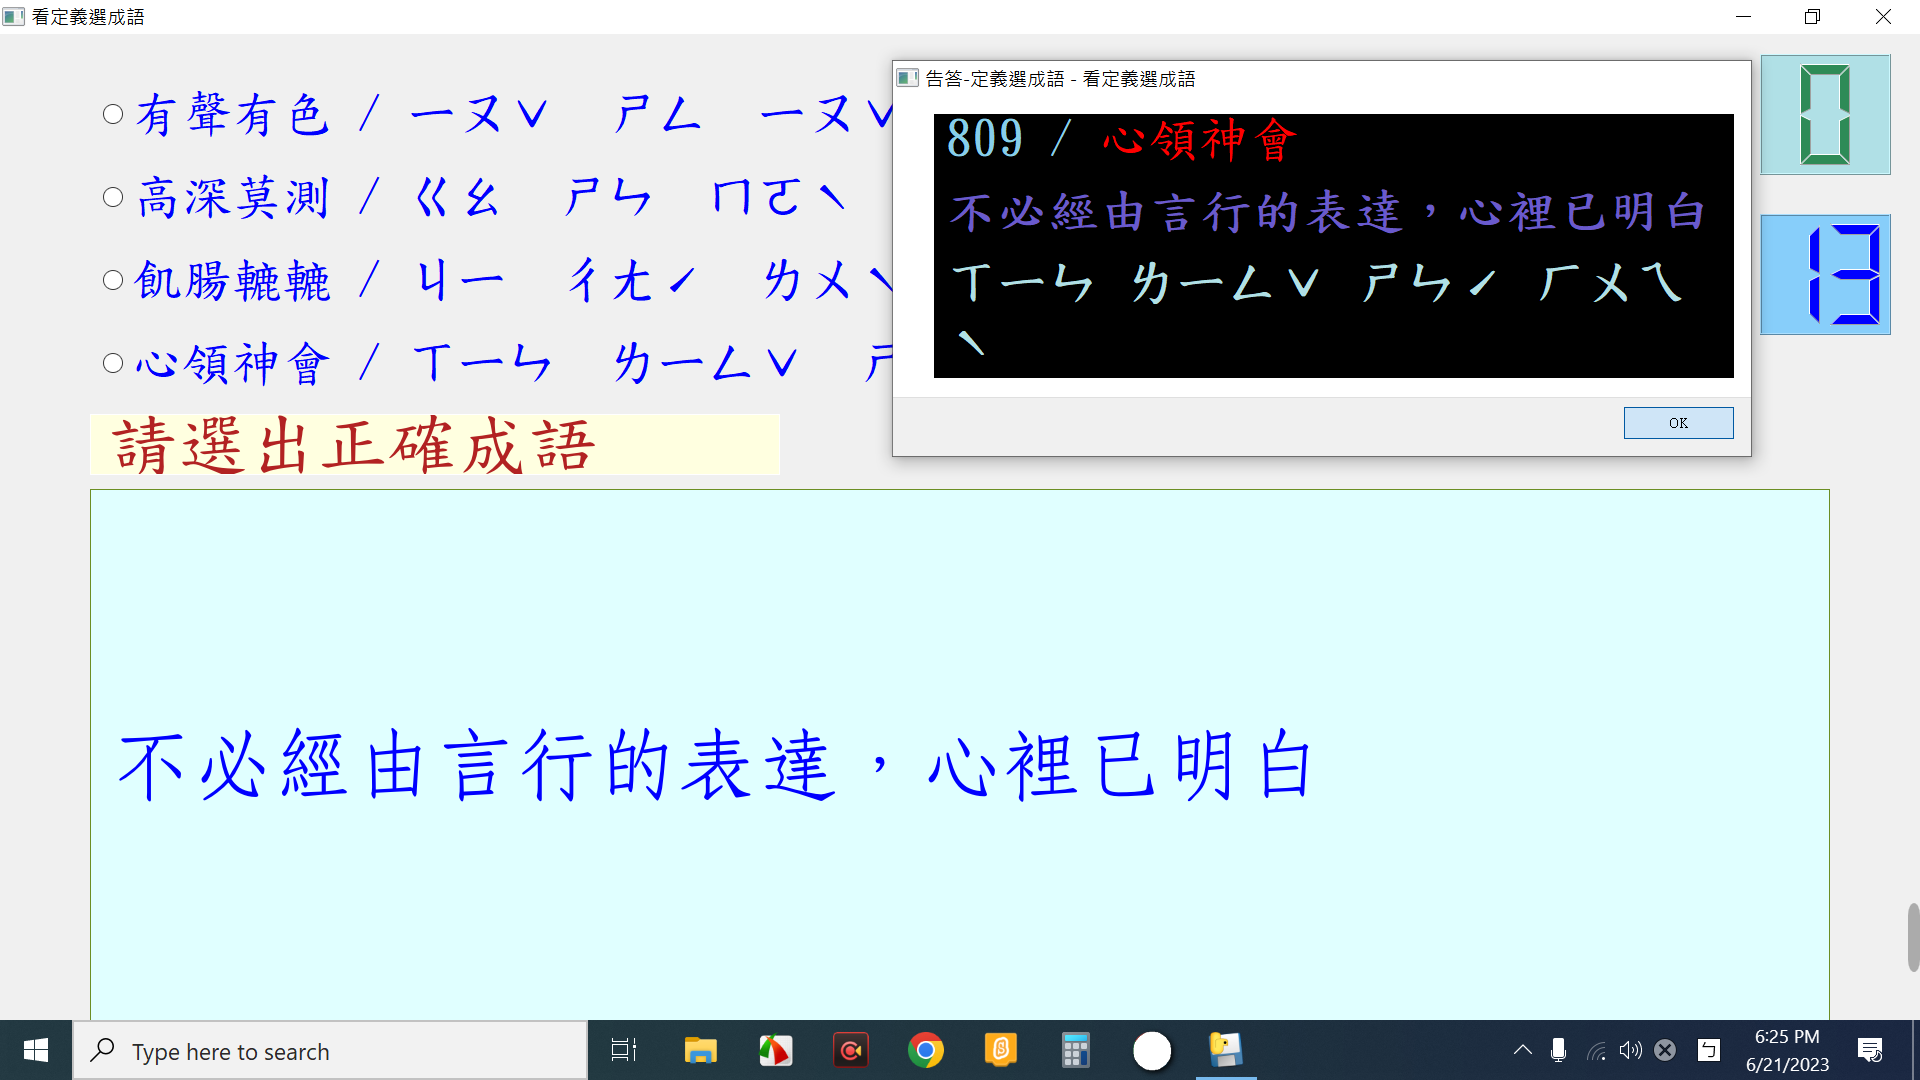 看定義選成語
有聲有色 / ㄧㄡˇ ㄕㄥ ㄧㄡˇ
高深莫測 / ㄍㄠ ㄕㄣ ㄇㄛˋ
飢腸轆轆 / ㄐㄧ ㄔㄤˊ ㄌㄨˋ
心領神會 / ㄒㄧㄣ ㄌㄧㄥˇ ㄕ
請選出正確成語
告答-定義選成語 - 看定義選成語
809 / 心領神會
不必經由言行的表達，心裡已明白
ㄒㄧㄣ ㄌㄧㄥˇ ㄕㄣˊ ㄏㄨㄟ
ˋ
OK
0
13
不必經由言行的表達，心裡已明白
Type here to search
ㄅ
6:25 PM
6/21/2023